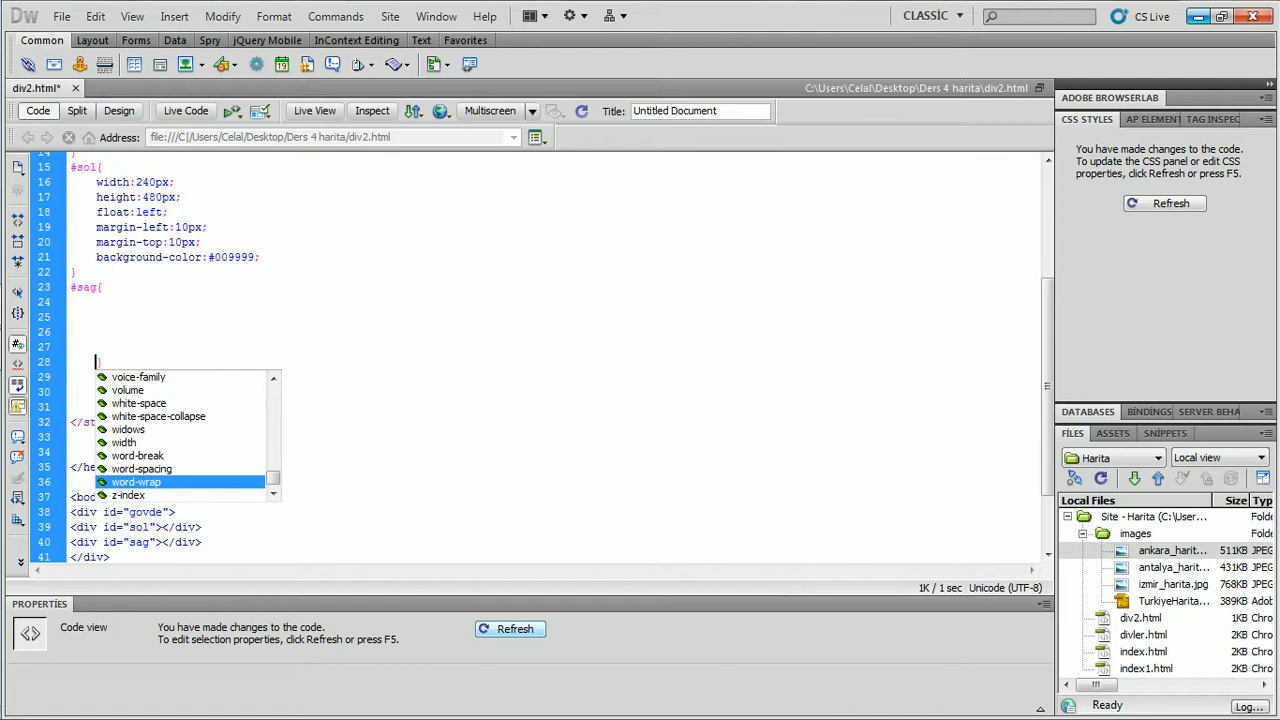 Dw File Edit View Insert Modify Format Commands Site Window Help CLASSİC CS Live
Common Layout Forms Data Spry jQuery Mobile InContext Editing Text Favorites
div2.html* C:\Users\Celal\Desktop\Ders 4 harita\div2.html
Code Split Design Live Code Live View Inspect Multiscreen Title: Untitled Document
Address: file:///C|/Users/Celal/Desktop/Ders 4 harita/div2.html
14 }
15 #sol{
16 width:240px;
17 height:480px;
18 float:left;
19 margin-left:10px;
20 margin-top:10px;
21 background-color:#009999;
22 }
23 #sag{
24
25
26
27
28 }
29
30
31
32 </st
33
34
35 </he
36
37 <bod
38 <div id="govde">
39 <div id="sol"></div>
40 <div id="sag"></div>
41 </div>
voice-family
volume
white-space
white-space-collapse
widows
width
word-break
word-spacing
word-wrap
z-index
1K / 1 sec Unicode (UTF-8)
PROPERTİES
Code view
You have made changes to the code.
To edit selection properties, click Refresh or press F5.
Refresh
ADOBE BROWSERLAB
CSS STYLES AP ELEMENT TAG INSPEC
You have made changes to the code.
To update the CSS panel or edit CSS
properties, click Refresh or press F5.
Refresh
DATABASES BİNDİNGS SERVER BEHA
FİLES ASSETS SNİPPETS
Harita Local view
Local Files Size Typ
Site - Harita (C:\User... Folde
images Folde
ankara_harit... 511KB JPEG
antalya_harit... 431KB JPEG
izmir_harita.jpg 768KB JPEG
TurkiyeHarita... 389KB Adob
div2.html 1KB Chro
divler.html 2KB Chro
index.html 2KB Chro
index1.html 2KB Chro
Ready Log...